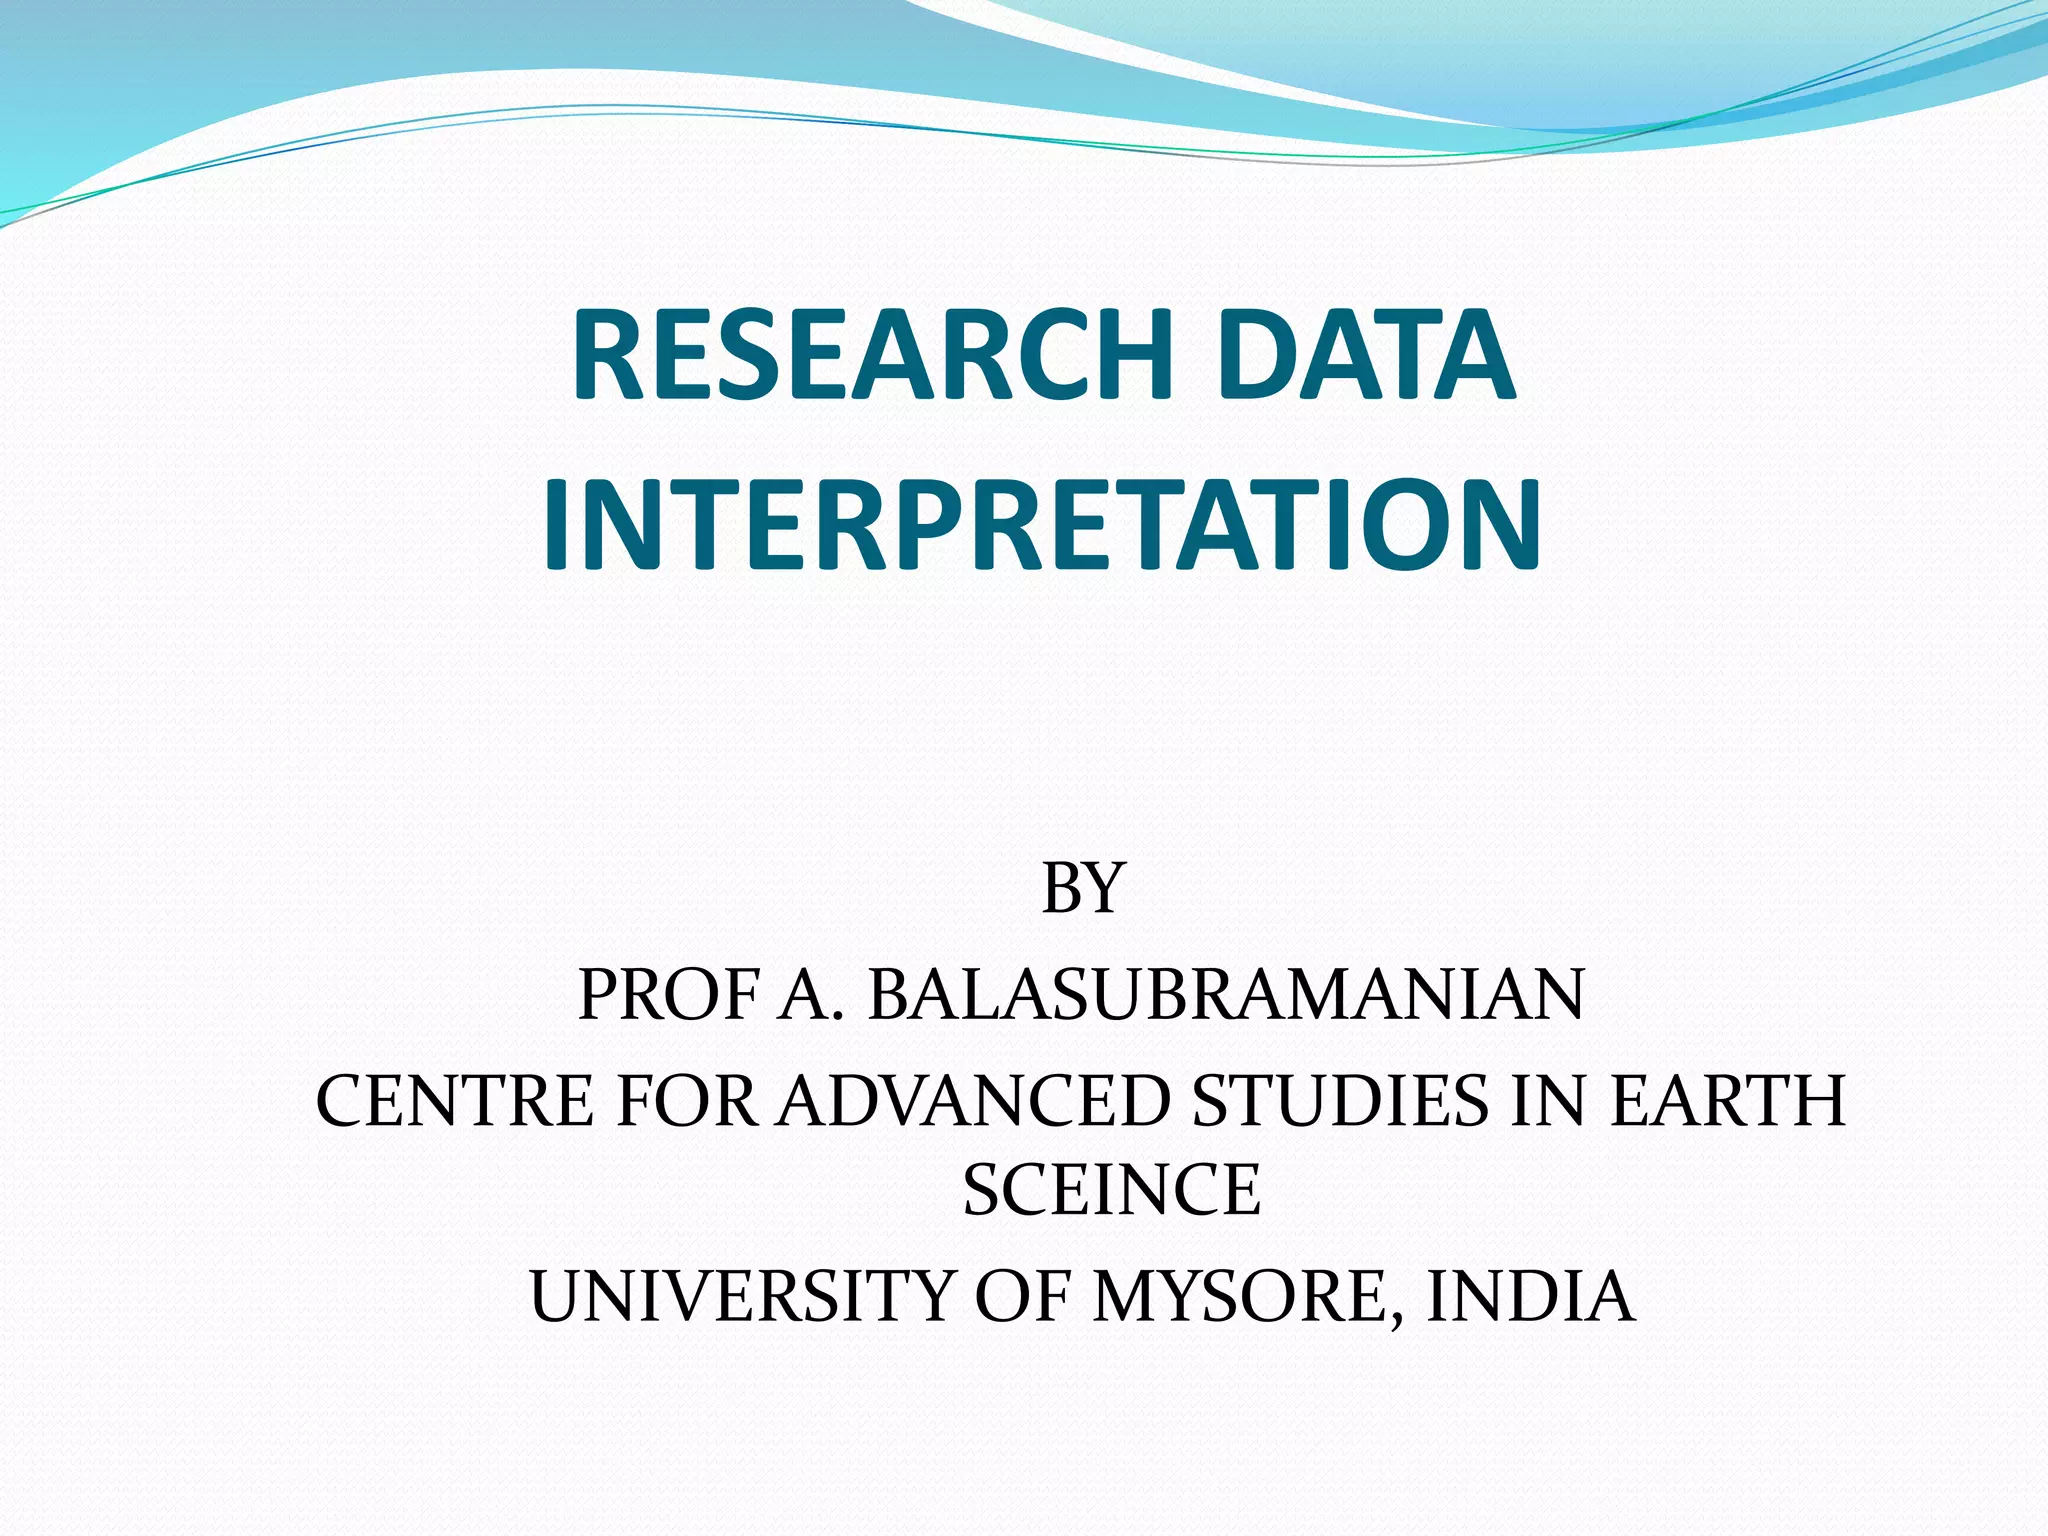 RESEARCH DATA
INTERPRETATION
BY
PROF A. BALASUBRAMANIAN
CENTRE FOR ADVANCED STUDIES IN EARTH
SCEINCE
UNIVERSITY OF MYSORE, INDIA